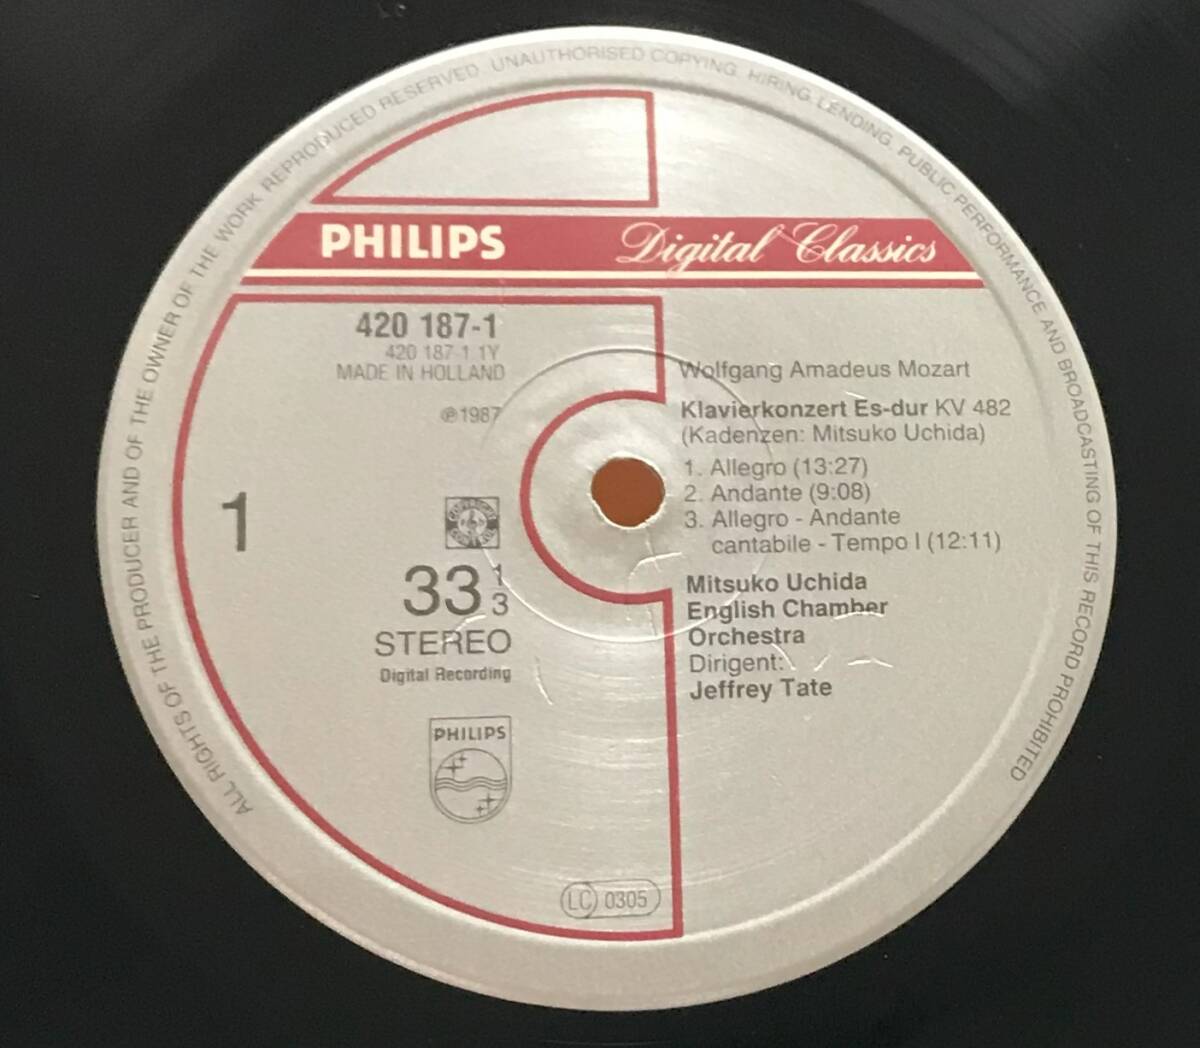 ALL RIGHTS OF THE PRODUCER AND OF THE OWNER OF THE WORK REPRODUCED RESERVED. UNAUTHORISED COPYING. HIRING. LENDING. PUBLIC PERFORMANCE AND BROADCASTING OF THIS RECORD PROHIBITED
PHILIPS
Digital Classics
420 187-1
420 187-1 1Y
MADE IN HOLLAND
℗1987
1
33 1/3
STEREO
Digital Recording
PHILIPS
LC 0305
Wolfgang Amadeus Mozart
Klavierkonzert Es-dur KV 482
(Kadenzen: Mitsuko Uchida)
1. Allegro (13:27)
2. Andante (9:08)
3. Allegro - Andante
cantabile - Tempo I (12:11)
Mitsuko Uchida
English Chamber
Orchestra
Dirigent:
Jeffrey Tate